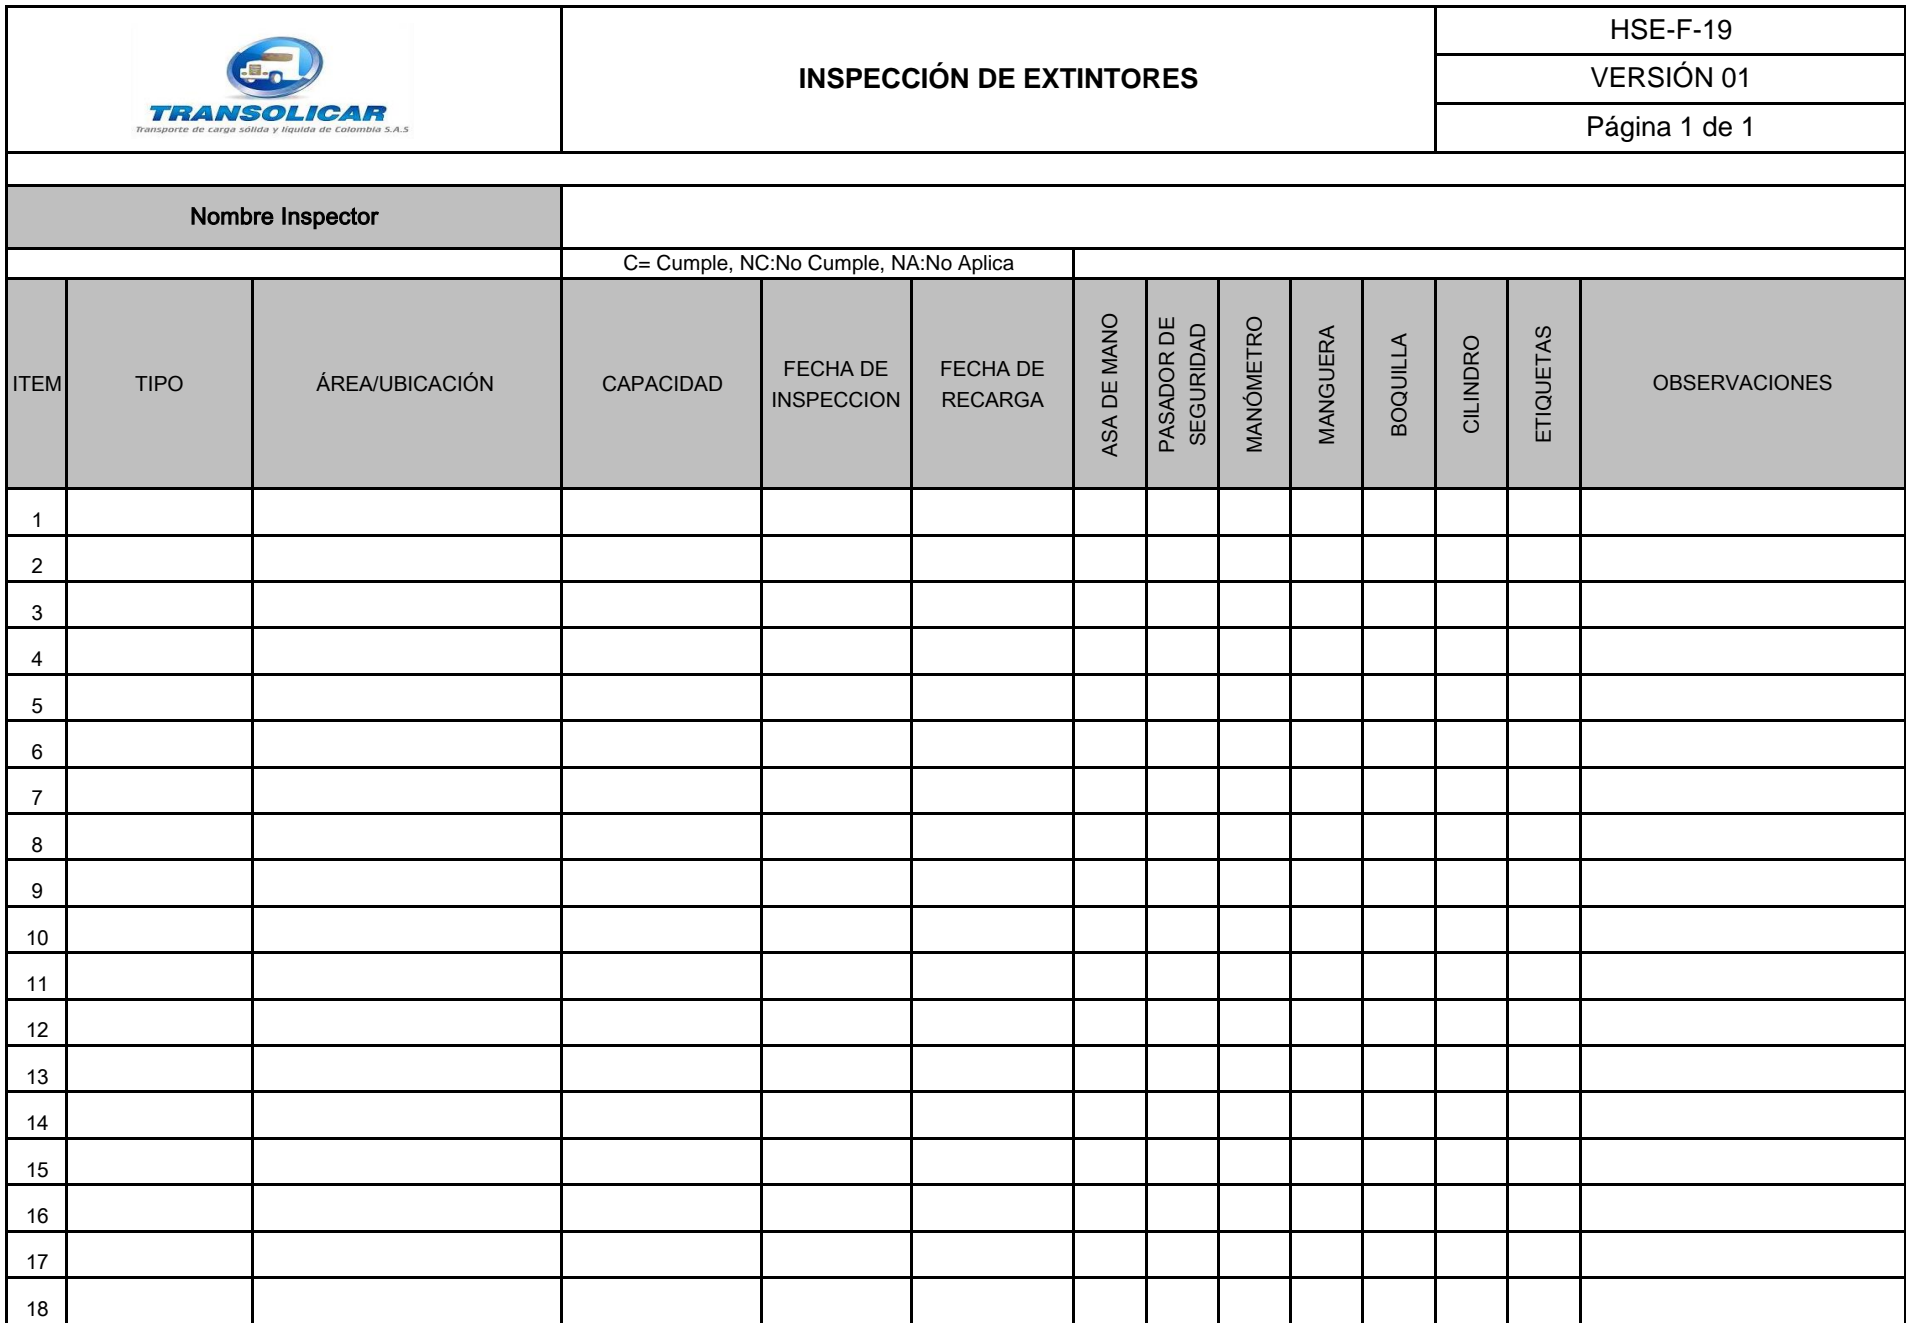 TRANSOLICAR
Transporte de carga sólida y líquida de Colombia S.A.S
INSPECCIÓN DE EXTINTORES
HSE-F-19
VERSIÓN 01
Página 1 de 1
Nombre Inspector
C= Cumple, NC:No Cumple, NA:No Aplica
ITEM
TIPO
ÁREA/UBICACIÓN
CAPACIDAD
FECHA DE
INSPECCION
FECHA DE
RECARGA
ASA DE MANO
PASADOR DE
SEGURIDAD
MANÓMETRO
MANGUERA
BOQUILLA
CILINDRO
ETIQUETAS
OBSERVACIONES
1
2
3
4
5
6
7
8
9
10
11
12
13
14
15
16
17
18